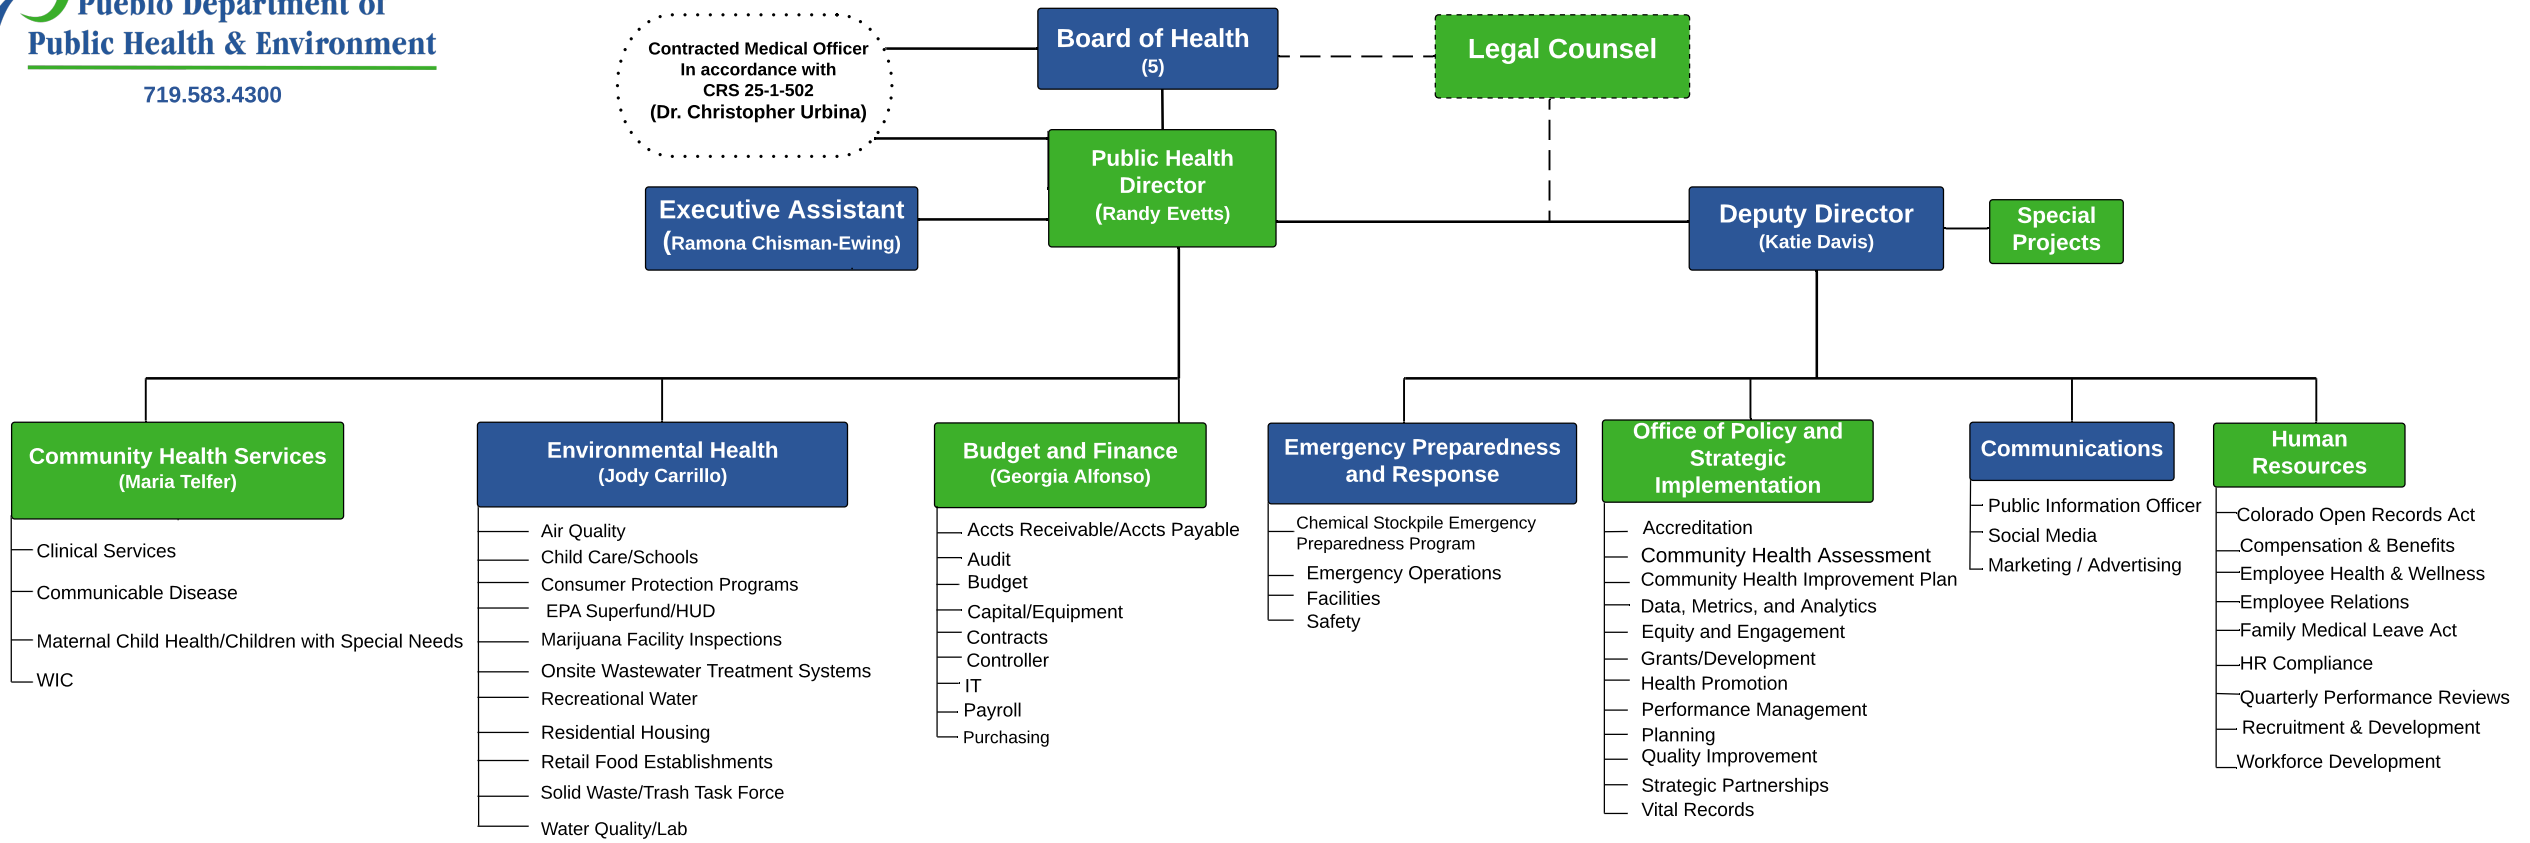 Pueblo Department of
Public Health & Environment
719.583.4300
Contracted Medical Officer
In accordance with
CRS 25-1-502
(Dr. Christopher Urbina)
Board of Health
(5)
Legal Counsel
Public Health
Director
(Randy Evetts)
Executive Assistant
(Ramona Chisman-Ewing)
Deputy Director
(Katie Davis)
Special
Projects
Community Health Services
(Maria Telfer)
Clinical Services
Communicable Disease
Maternal Child Health/Children with Special Needs
WIC
Environmental Health
(Jody Carrillo)
Air Quality
Child Care/Schools
Consumer Protection Programs
EPA Superfund/HUD
Marijuana Facility Inspections
Onsite Wastewater Treatment Systems
Recreational Water
Residential Housing
Retail Food Establishments
Solid Waste/Trash Task Force
Water Quality/Lab
Budget and Finance
(Georgia Alfonso)
Accts Receivable/Accts Payable
Audit
Budget
Capital/Equipment
Contracts
Controller
IT
Payroll
Purchasing
Emergency Preparedness
and Response
Chemical Stockpile Emergency
Preparedness Program
Emergency Operations
Facilities
Safety
Office of Policy and
Strategic
Implementation
Accreditation
Community Health Assessment
Community Health Improvement Plan
Data, Metrics, and Analytics
Equity and Engagement
Grants/Development
Health Promotion
Performance Management
Planning
Quality Improvement
Strategic Partnerships
Vital Records
Communications
Public Information Officer
Social Media
Marketing / Advertising
Human
Resources
Colorado Open Records Act
Compensation & Benefits
Employee Health & Wellness
Employee Relations
Family Medical Leave Act
HR Compliance
Quarterly Performance Reviews
Recruitment & Development
Workforce Development